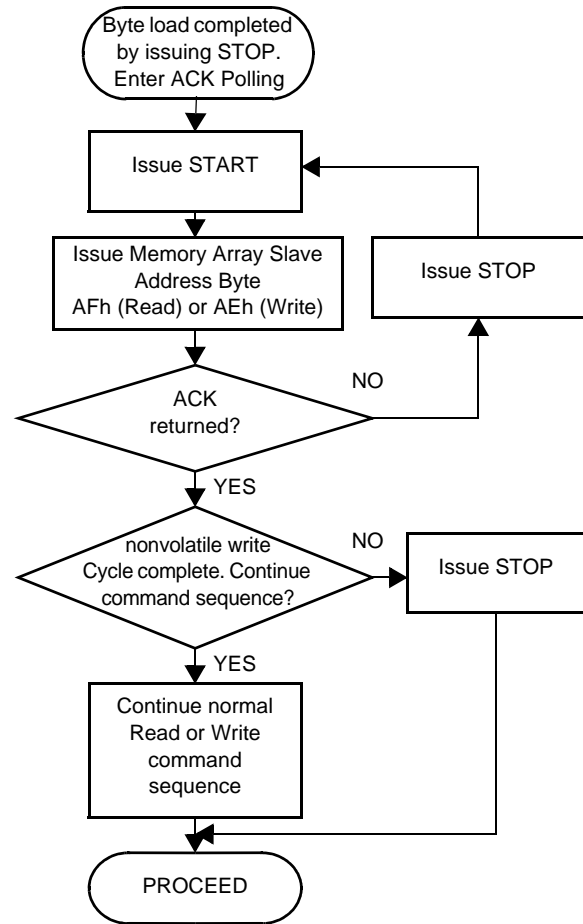 Byte load completed
by issuing STOP.
Enter ACK Polling
Issue START
Issue Memory Array Slave
Address Byte
AFh (Read) or AEh (Write)
Issue STOP
ACK
returned?
NO
YES
nonvolatile write
Cycle complete. Continue
command sequence?
NO
Issue STOP
YES
Continue normal
Read or Write
command
sequence
PROCEED